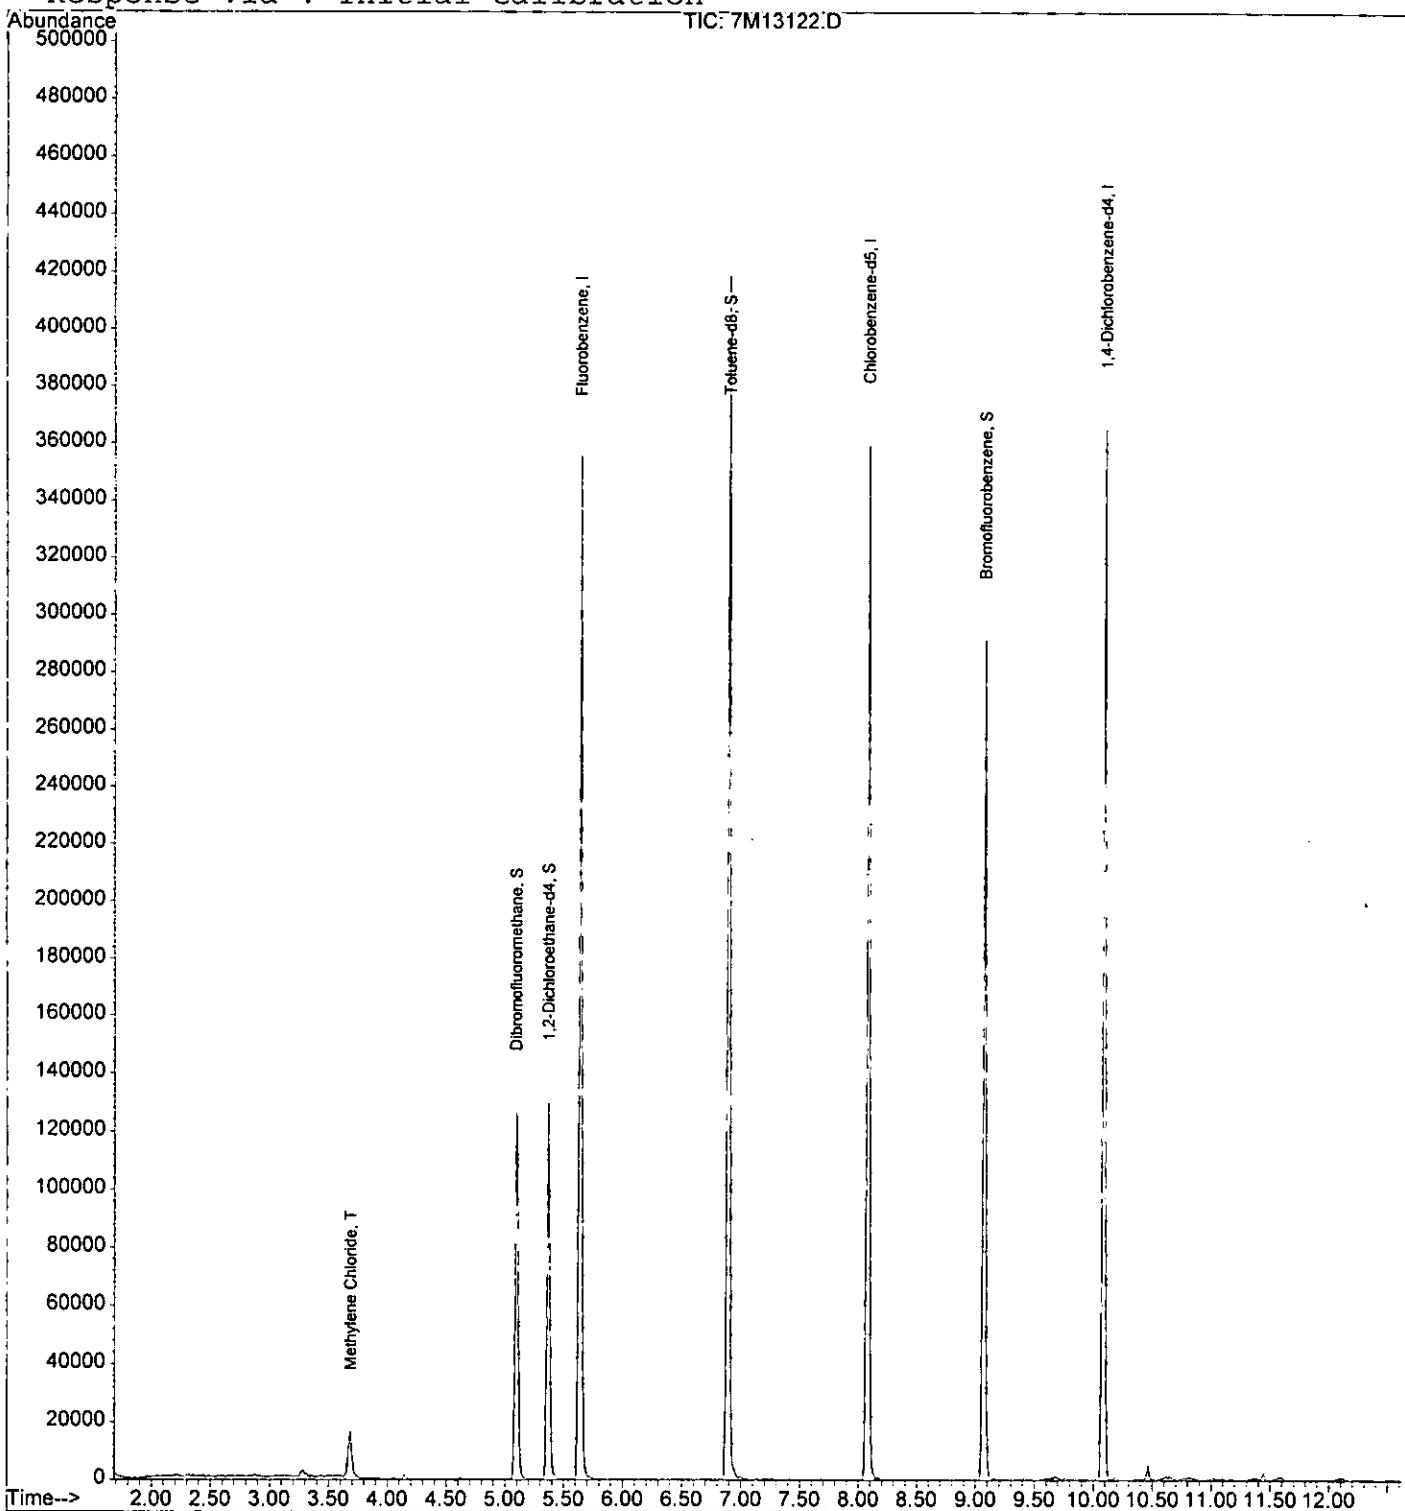 Response via : Initial Calibration
Abundance
TIC: 7M13122.D
500000
480000
460000
440000
420000
400000
380000
360000
340000
320000
300000
280000
260000
240000
220000
200000
180000
160000
140000
120000
100000
80000
60000
40000
20000
0
Methylene Chloride, T
Dibromofluoromethane, S
1,2-Dichloroethane-d4, S
Fluorobenzene, I
Toluene-d8, S
Chlorobenzene-d5, I
Bromofluorobenzene, S
1,4-Dichlorobenzene-d4, I
Time--> 2.00 2.50 3.00 3.50 4.00 4.50 5.00 5.50 6.00 6.50 7.00 7.50 8.00 8.50 9.00 9.50 10.00 10.50 11.00 11.50 12.00